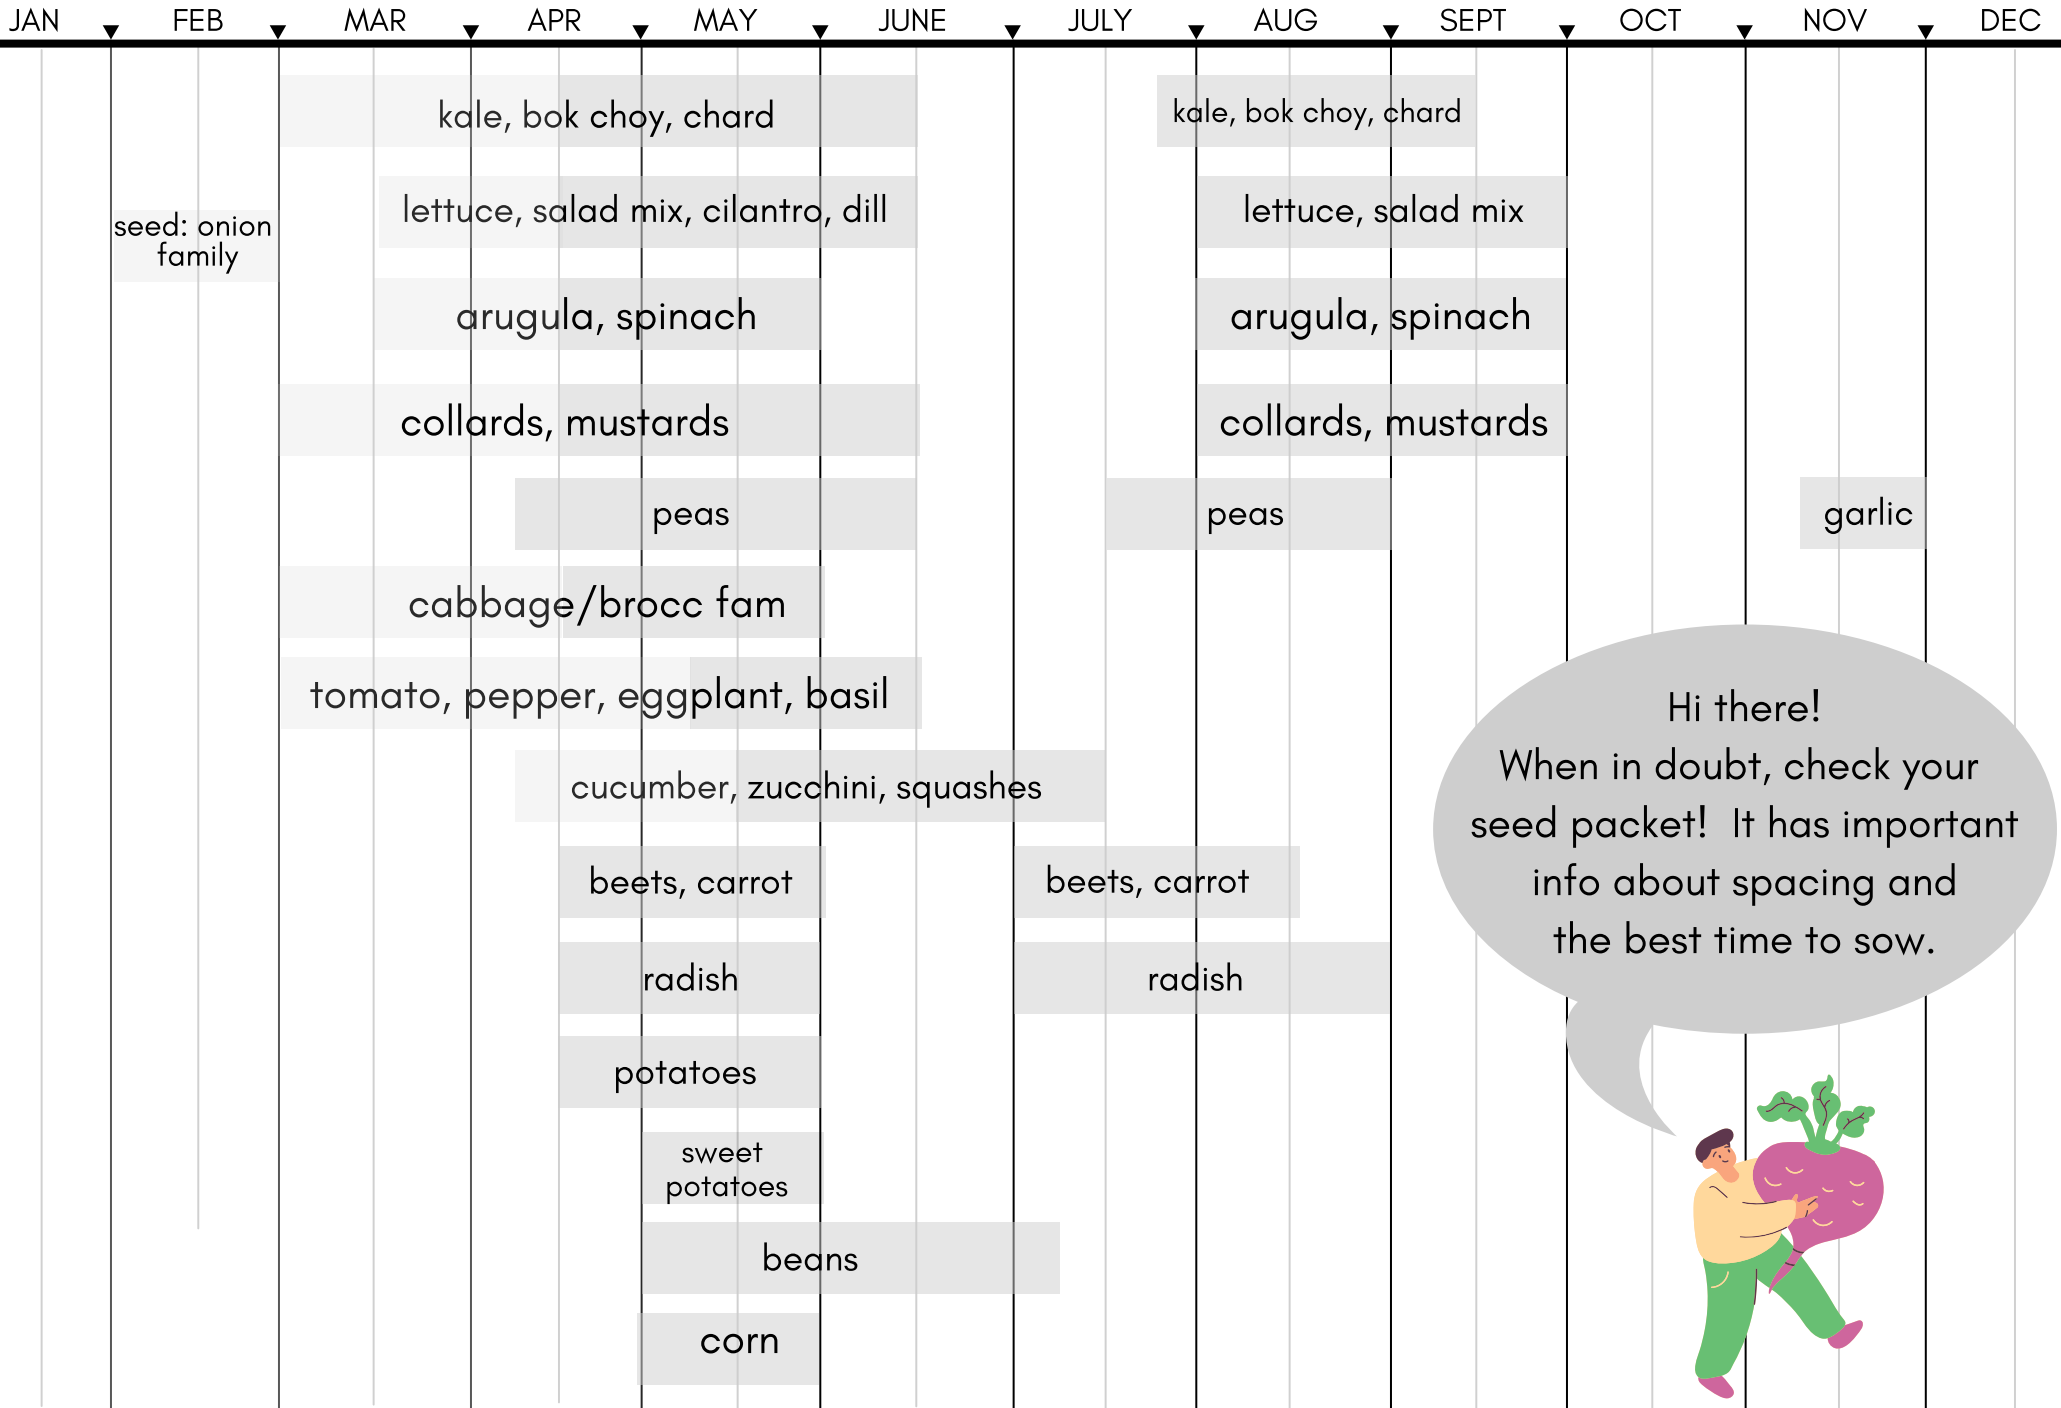 JAN FEB MAR APR MAY JUNE JULY AUG SEPT OCT NOV DEC
kale, bok choy, chard
kale, bok choy, chard
lettuce, salad mix, cilantro, dill
lettuce, salad mix
seed: onion
family
arugula, spinach
arugula, spinach
collards, mustards
collards, mustards
peas
peas
garlic
cabbage/brocc fam
tomato, pepper, eggplant, basil
cucumber, zucchini, squashes
beets, carrot
beets, carrot
radish
radish
potatoes
sweet
potatoes
beans
corn
Hi there!
When in doubt, check your
seed packet! It has important
info about spacing and
the best time to sow.